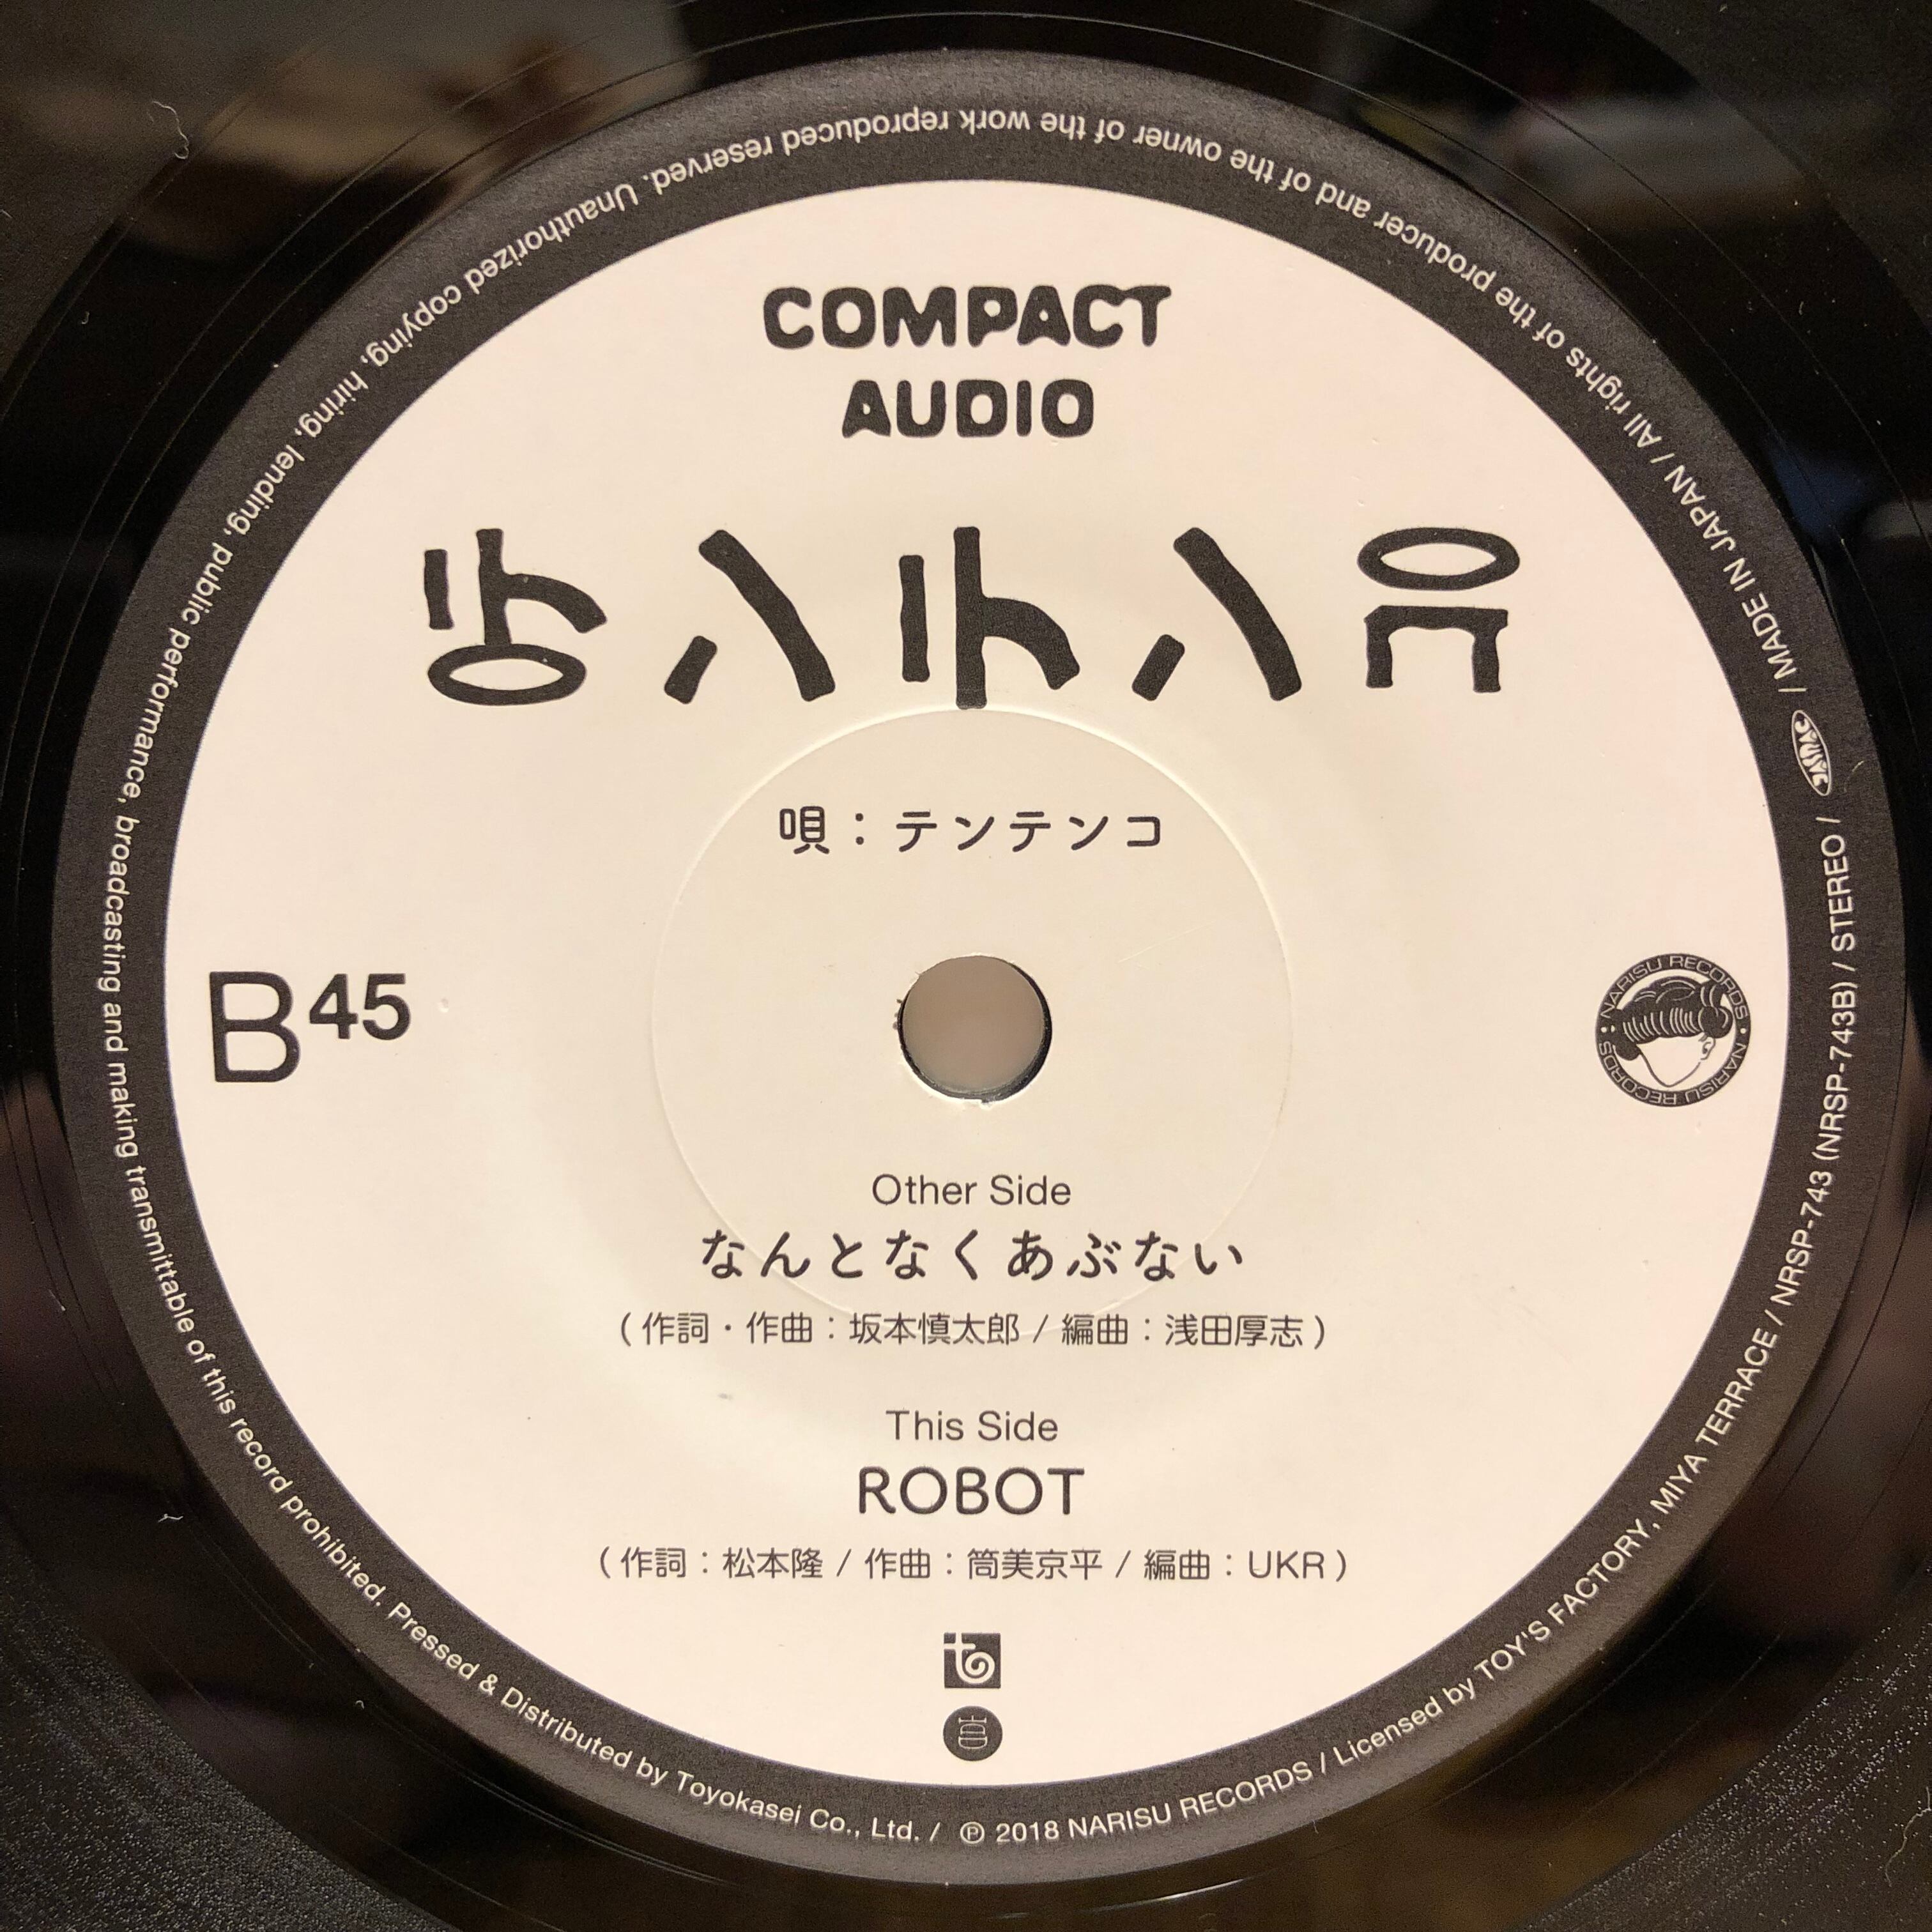 COMPACT
AUDIO
唄：テンテンコ
B45
NARISU RECORDS・NARISU RECORDS・
Other Side
なんとなくあぶない
（作詞・作曲：坂本慎太郎 / 編曲：浅田厚志）
This Side
ROBOT
（作詞：松本隆 / 作曲：筒美京平 / 編曲：UKR）
℗ 2018 NARISU RECORDS / Licensed by TOY'S FACTORY, MIYA TERRACE / NRSP-743 (NRSP-743B) / STEREO / JASRAC / MADE IN JAPAN / All rights of the producer and of the owner of the work reproduced reserved. Unauthorized copying, hiring, lending, public performance, broadcasting and making transmittable of this record prohibited. Pressed & Distributed by Toyokasei Co., Ltd. /